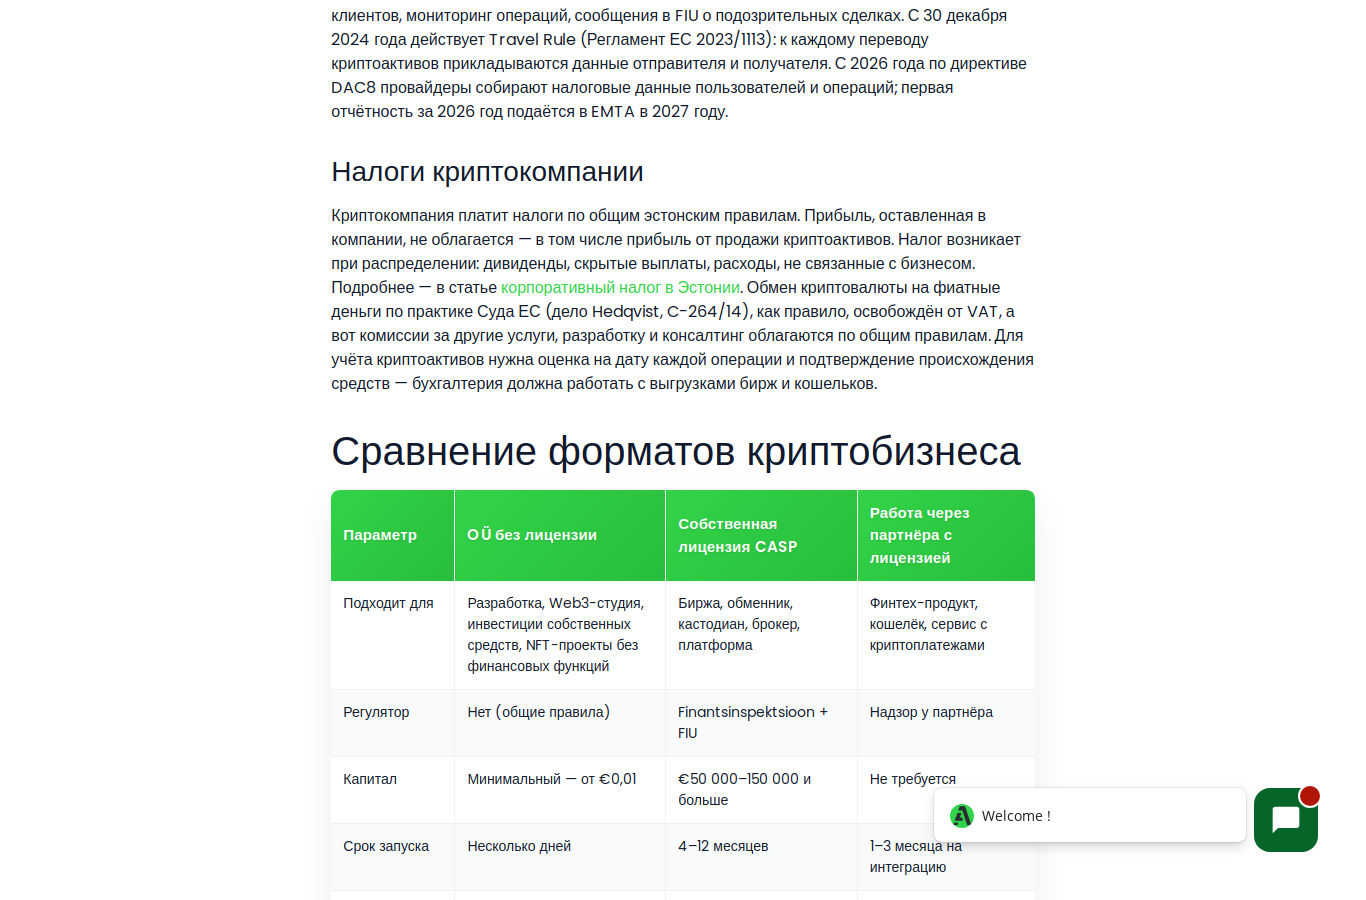 клиентов, мониторинг операций, сообщения в FIU о подозрительных сделках. С 30 декабря
2024 года действует Travel Rule (Регламент ЕС 2023/1113): к каждому переводу
криптоактивов прикладываются данные отправителя и получателя. С 2026 года по директиве
DAC8 провайдеры собирают налоговые данные пользователей и операций; первая
отчётность за 2026 год подаётся в EMTA в 2027 году.
Налоги криптокомпании
Криптокомпания платит налоги по общим эстонским правилам. Прибыль, оставленная в
компании, не облагается — в том числе прибыль от продажи криптоактивов. Налог возникает
при распределении: дивиденды, скрытые выплаты, расходы, не связанные с бизнесом.
Подробнее — в статье корпоративный налог в Эстонии. Обмен криптовалюты на фиатные
деньги по практике Суда ЕС (дело Hedqvist, C-264/14), как правило, освобождён от VAT, а
вот комиссии за другие услуги, разработку и консалтинг облагаются по общим правилам. Для
учёта криптоактивов нужна оценка на дату каждой операции и подтверждение происхождения
средств — бухгалтерия должна работать с выгрузками бирж и кошельков.
Сравнение форматов криптобизнеса
Параметр
OÜ без лицензии
Собственная
лицензия CASP
Работа через
партнёра с
лицензией
Подходит для
Разработка, Web3-студия,
инвестиции собственных
средств, NFT-проекты без
финансовых функций
Биржа, обменник,
кастодиан, брокер,
платформа
Финтех-продукт,
кошелёк, сервис с
криптоплатежами
Регулятор
Нет (общие правила)
Finantsinspektsioon +
FIU
Надзор у партнёра
Капитал
Минимальный — от €0,01
€50 000–150 000 и
больше
Не требуется
Срок запуска
Несколько дней
4–12 месяцев
1–3 месяца на
интеграцию
Welcome !